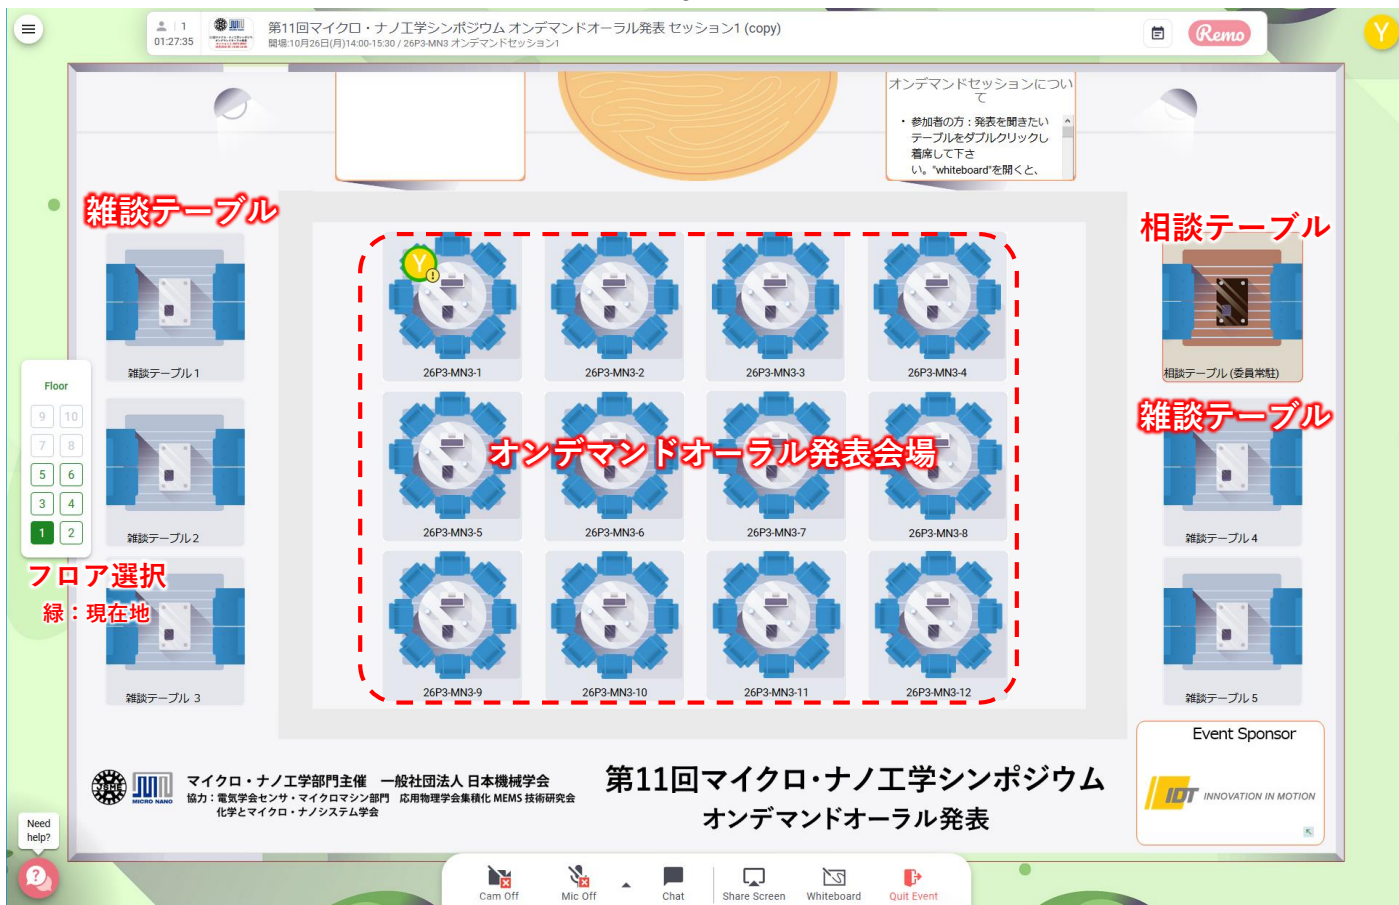 1
01:27:35
第11回マイクロ・ナノ工学シンポジウム オンデマンドオーラル発表 セッション1 (copy)
開場:10月26日(月)14:00-15:30 / 26P3-MN3 オンデマンドセッション1
Remo
Y
オンデマンドセッションについ
て
・ 参加者の方：発表を聞きたい
テーブルをダブルクリックし
着席して下さ
い。"whiteboard"を開くと、
雑談テーブル
相談テーブル
Y
雑談テーブル 1
26P3-MN3-1
26P3-MN3-2
26P3-MN3-3
26P3-MN3-4
相談テーブル (委員常駐)
Floor
9 10
7 8
5 6
3 4
1 2
雑談テーブル
オンデマンドオーラル発表会場
雑談テーブル 2
26P3-MN3-5
26P3-MN3-6
26P3-MN3-7
26P3-MN3-8
雑談テーブル 4
フロア選択
緑：現在地
雑談テーブル 3
26P3-MN3-9
26P3-MN3-10
26P3-MN3-11
26P3-MN3-12
雑談テーブル 5
JSME
MICRO NANO
マイクロ・ナノ工学部門主催　一般社団法人 日本機械学会
協力：電気学会センサ・マイクロマシン部門　応用物理学会集積化 MEMS 技術研究会
化学とマイクロ・ナノシステム学会
第11回マイクロ・ナノ工学シンポジウム
オンデマンドオーラル発表
Event Sponsor
IDT INNOVATION IN MOTION
Need
help?
Cam Off
Mic Off
Chat
Share Screen
Whiteboard
Quit Event